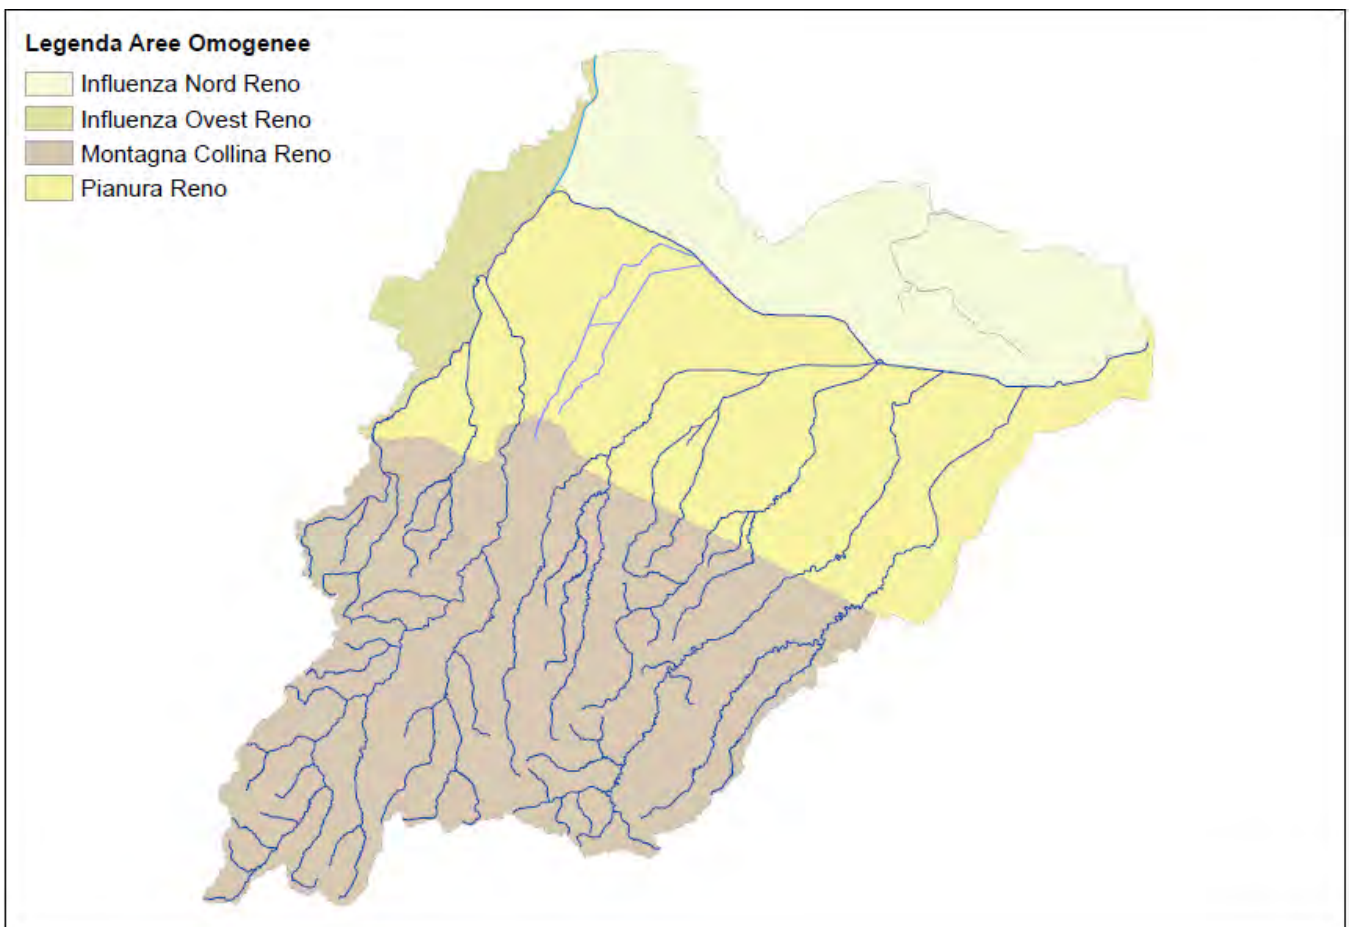 Legenda Aree Omogenee
Influenza Nord Reno
Influenza Ovest Reno
Montagna Collina Reno
Pianura Reno